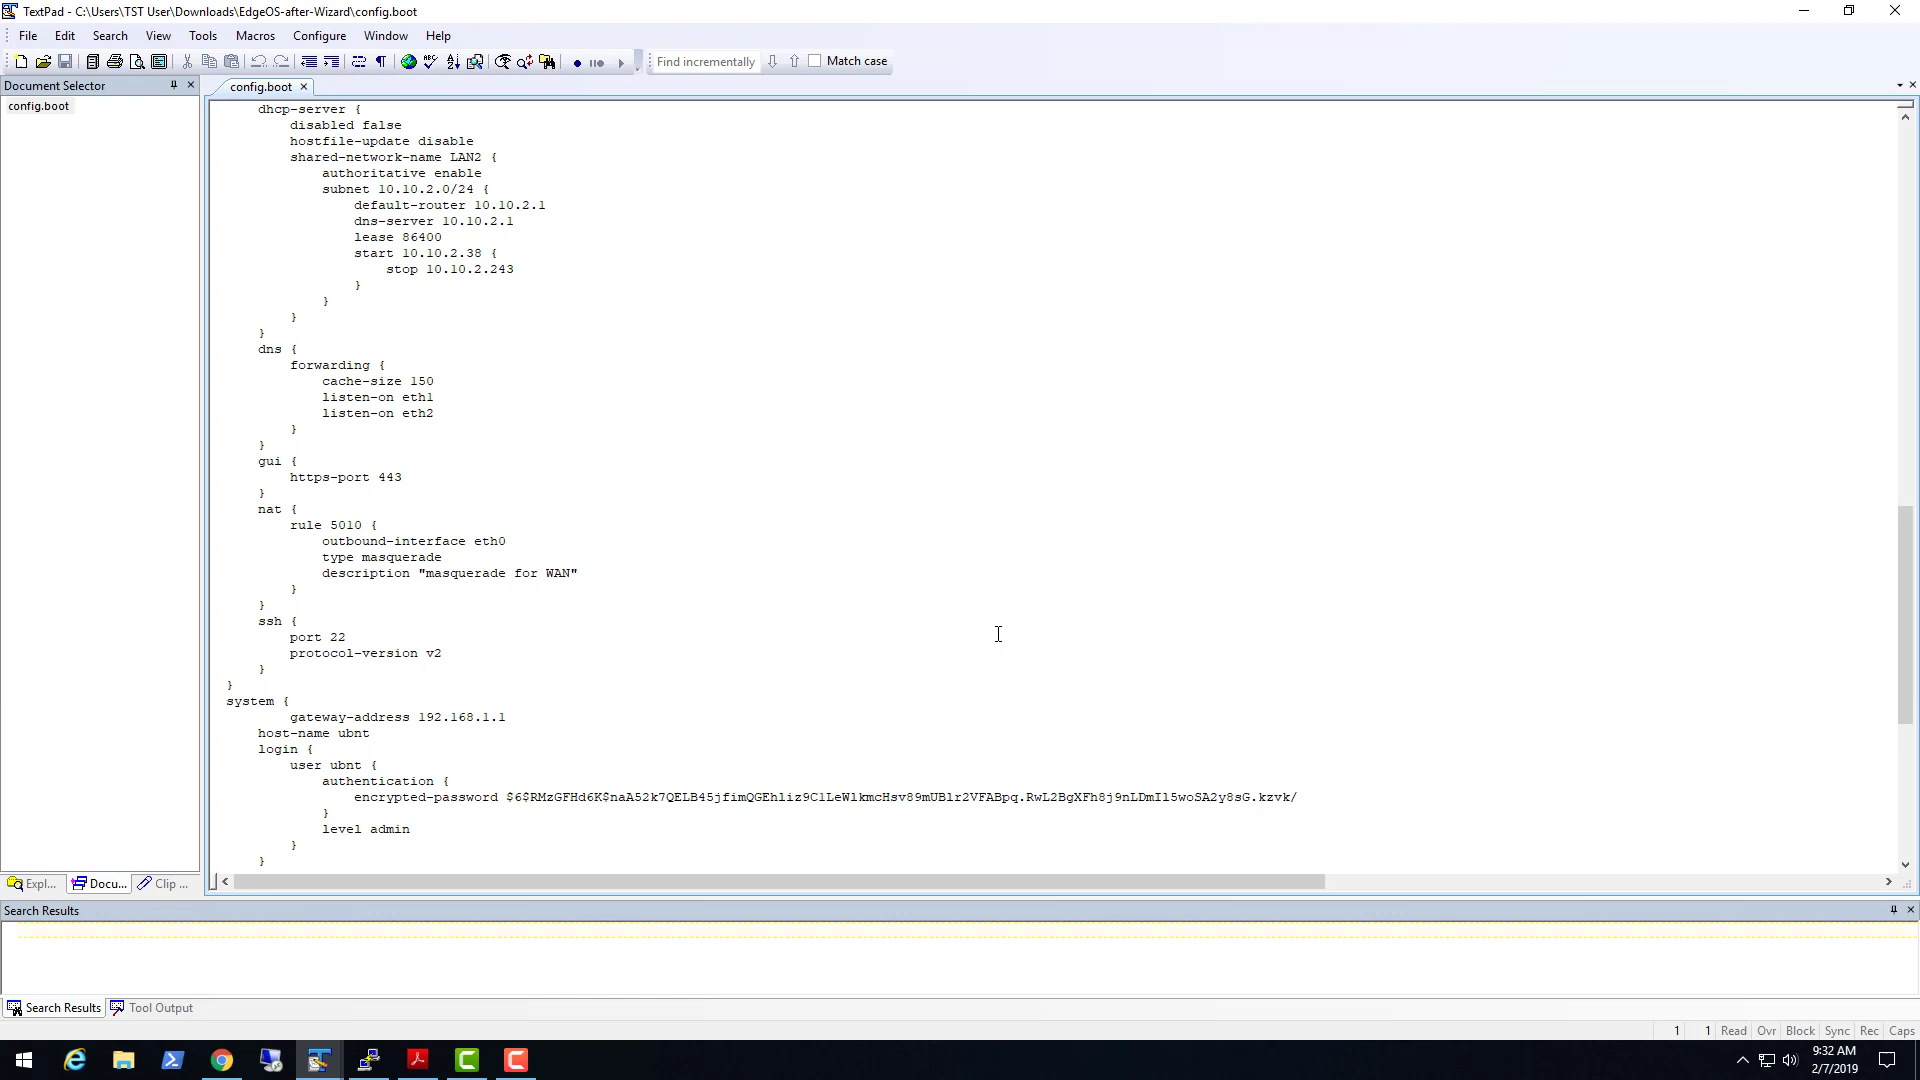 TextPad - C:\Users\TST User\Downloads\EdgeOS-after-Wizard\config.boot
File Edit Search View Tools Macros Configure Window Help
Find incrementally Match case
Document Selector
config.boot
config.boot
dhcp-server {
disabled false
hostfile-update disable
shared-network-name LAN2 {
authoritative enable
subnet 10.10.2.0/24 {
default-router 10.10.2.1
dns-server 10.10.2.1
lease 86400
start 10.10.2.38 {
stop 10.10.2.243
}
}
}
}
dns {
forwarding {
cache-size 150
listen-on eth1
listen-on eth2
}
}
gui {
https-port 443
}
nat {
rule 5010 {
outbound-interface eth0
type masquerade
description "masquerade for WAN"
}
}
ssh {
port 22
protocol-version v2
}
}
system {
gateway-address 192.168.1.1
host-name ubnt
login {
user ubnt {
authentication {
encrypted-password $6$RMzGFHd6K$naA52k7QELB45jfimQGEhliz9C1LeWlkmcHsv89mUBlr2VFABpq.RwL2BgXFh8j9nLDmIl5woSA2y8sG.kzvk/
}
level admin
}
}
Expl... Docu... Clip ...
Search Results
Search Results Tool Output
1 1 Read Ovr Block Sync Rec Caps
9:32 AM
2/7/2019